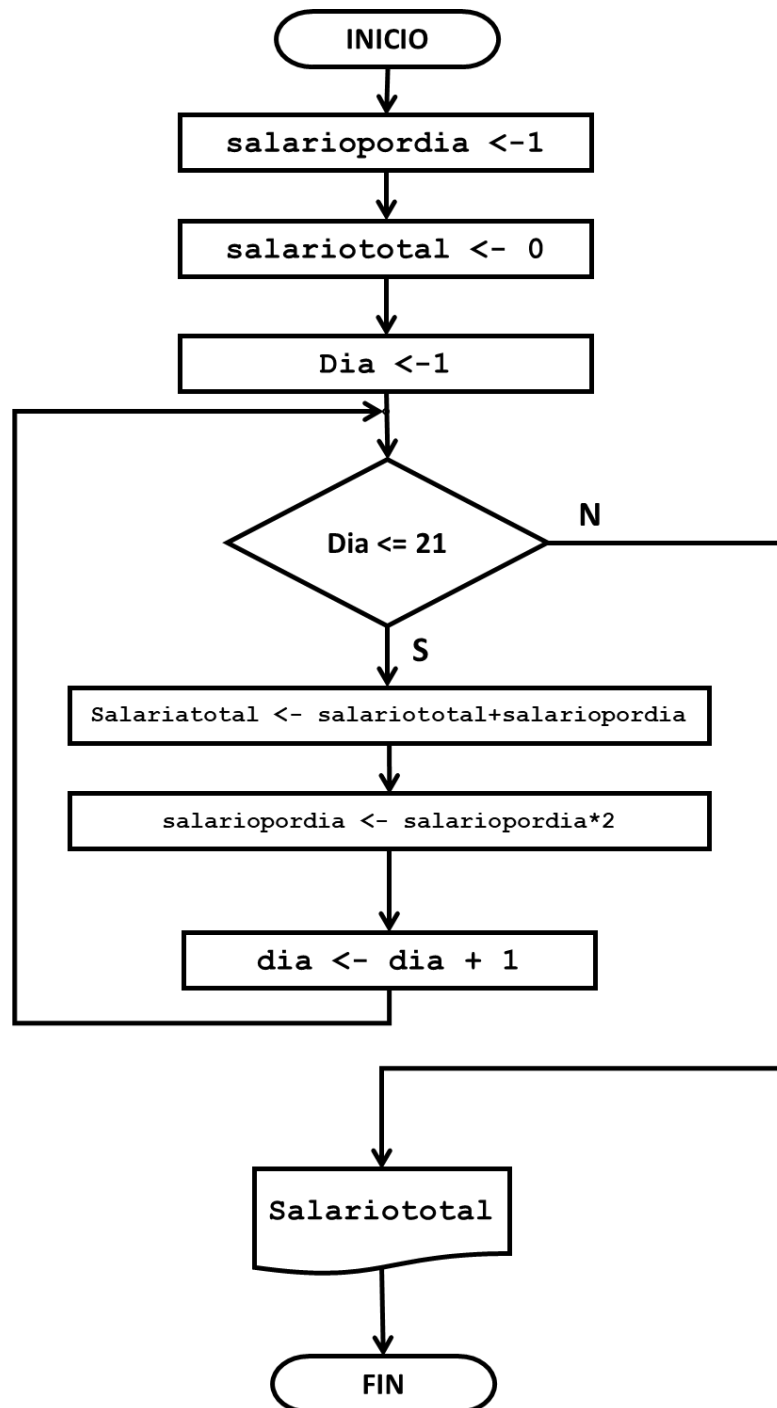 INICIO
salariopordia <-1
salariototal <- 0
Dia <-1
Dia <= 21
N
S
Salariatotal <- salariototal+salariopordia
salariopordia <- salariopordia*2
dia <- dia + 1
Salariototal
FIN